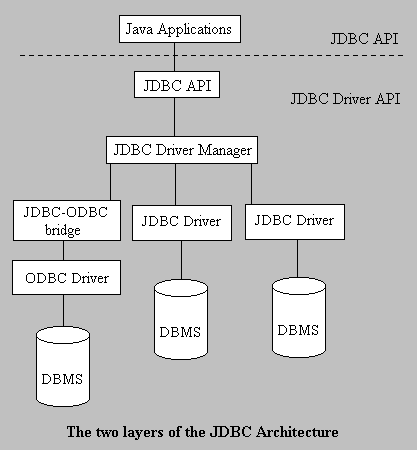 Java Applications
JDBC API
JDBC API
JDBC Driver API
JDBC Driver Manager
JDBC-ODBC
bridge
JDBC Driver
JDBC Driver
ODBC Driver
DBMS
DBMS
DBMS
The two layers of the JDBC Architecture